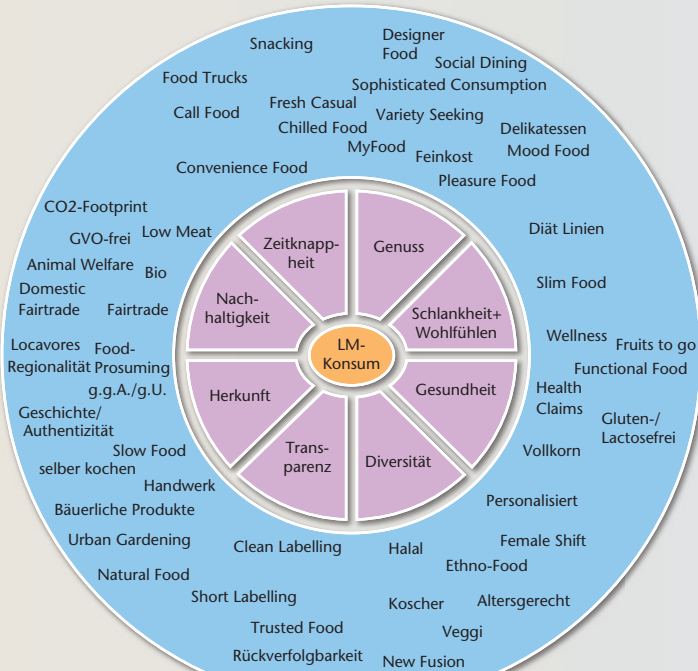 Snacking
Designer
Food
Social Dining
Food Trucks
Sophisticated Consumption
Fresh Casual
Call Food
Variety Seeking
Chilled Food
Delikatessen
MyFood
Feinkost
Mood Food
Convenience Food
Pleasure Food
CO2-Footprint
GVO-frei
Low Meat
Animal Welfare
Bio
Domestic
Fairtrade
Fairtrade
Locavores
Food-
Regionalität
Prosuming
g.g.A./g.U.
Geschichte/
Authentizität
Slow Food
selber kochen
Handwerk
Bäuerliche Produkte
Urban Gardening
Natural Food
Zeitknapp-
heit
Genuss
Nach-
haltigkeit
Schlankheit+
Wohlfühlen
LM-
Konsum
Herkunft
Gesundheit
Trans-
parenz
Diversität
Diät Linien
Slim Food
Wellness
Fruits to go
Functional Food
Health
Claims
Gluten-/
Lactosefrei
Vollkorn
Personalisiert
Female Shift
Clean Labelling
Halal
Ethno-Food
Short Labelling
Koscher
Altersgerecht
Trusted Food
Veggi
Rückverfolgbarkeit
New Fusion